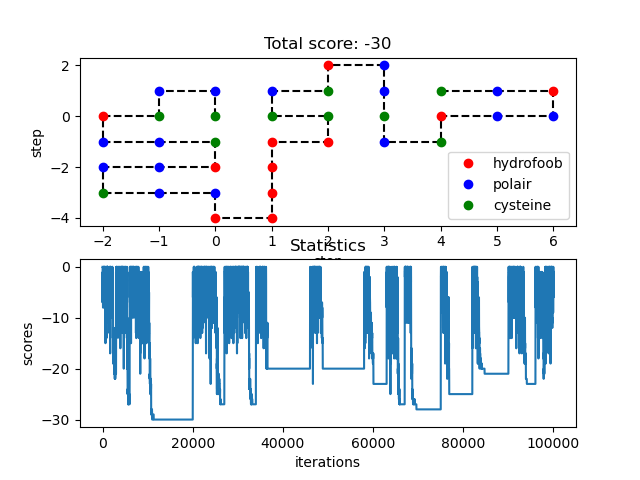 Total score: -30
2
0
−2
−4
step
hydrofoob
polair
cysteine
−2 −1 0 1 2 3 4 5 6
Statistics
0
−10
−20
−30
scores
0 20000 40000 60000 80000 100000
iterations